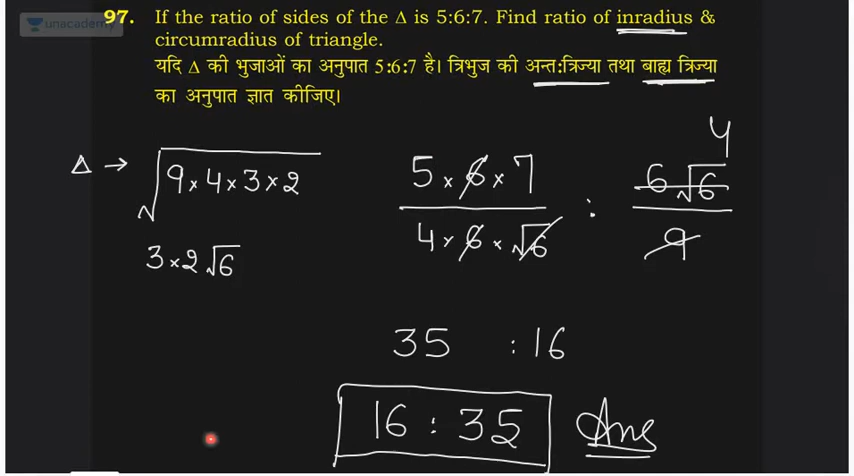 unacademy
97. If the ratio of sides of the Δ is 5:6:7. Find ratio of inradius &
circumradius of triangle.
यदि Δ की भुजाओं का अनुपात 5:6:7 है। त्रिभुज की अन्त:त्रिज्या तथा बाह्य त्रिज्या
का अनुपात ज्ञात कीजिए।
Δ → √9×4×3×2
3×2√6
5×6×7 / 4×6×√6 : 6√6 / 9 4
35 : 16
16 : 35 Ans